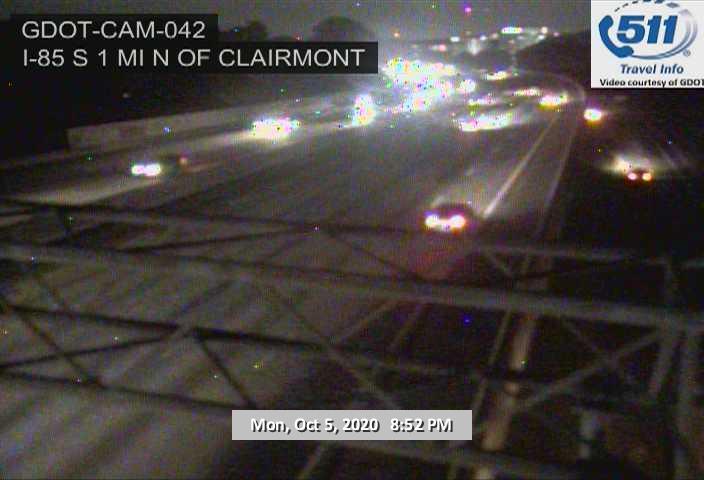 GDOT-CAM-042
I-85 S 1 MI N OF CLAIRMONT
511
Travel Info
Video courtesy of GDOT
Mon, Oct 5, 2020 8:52 PM